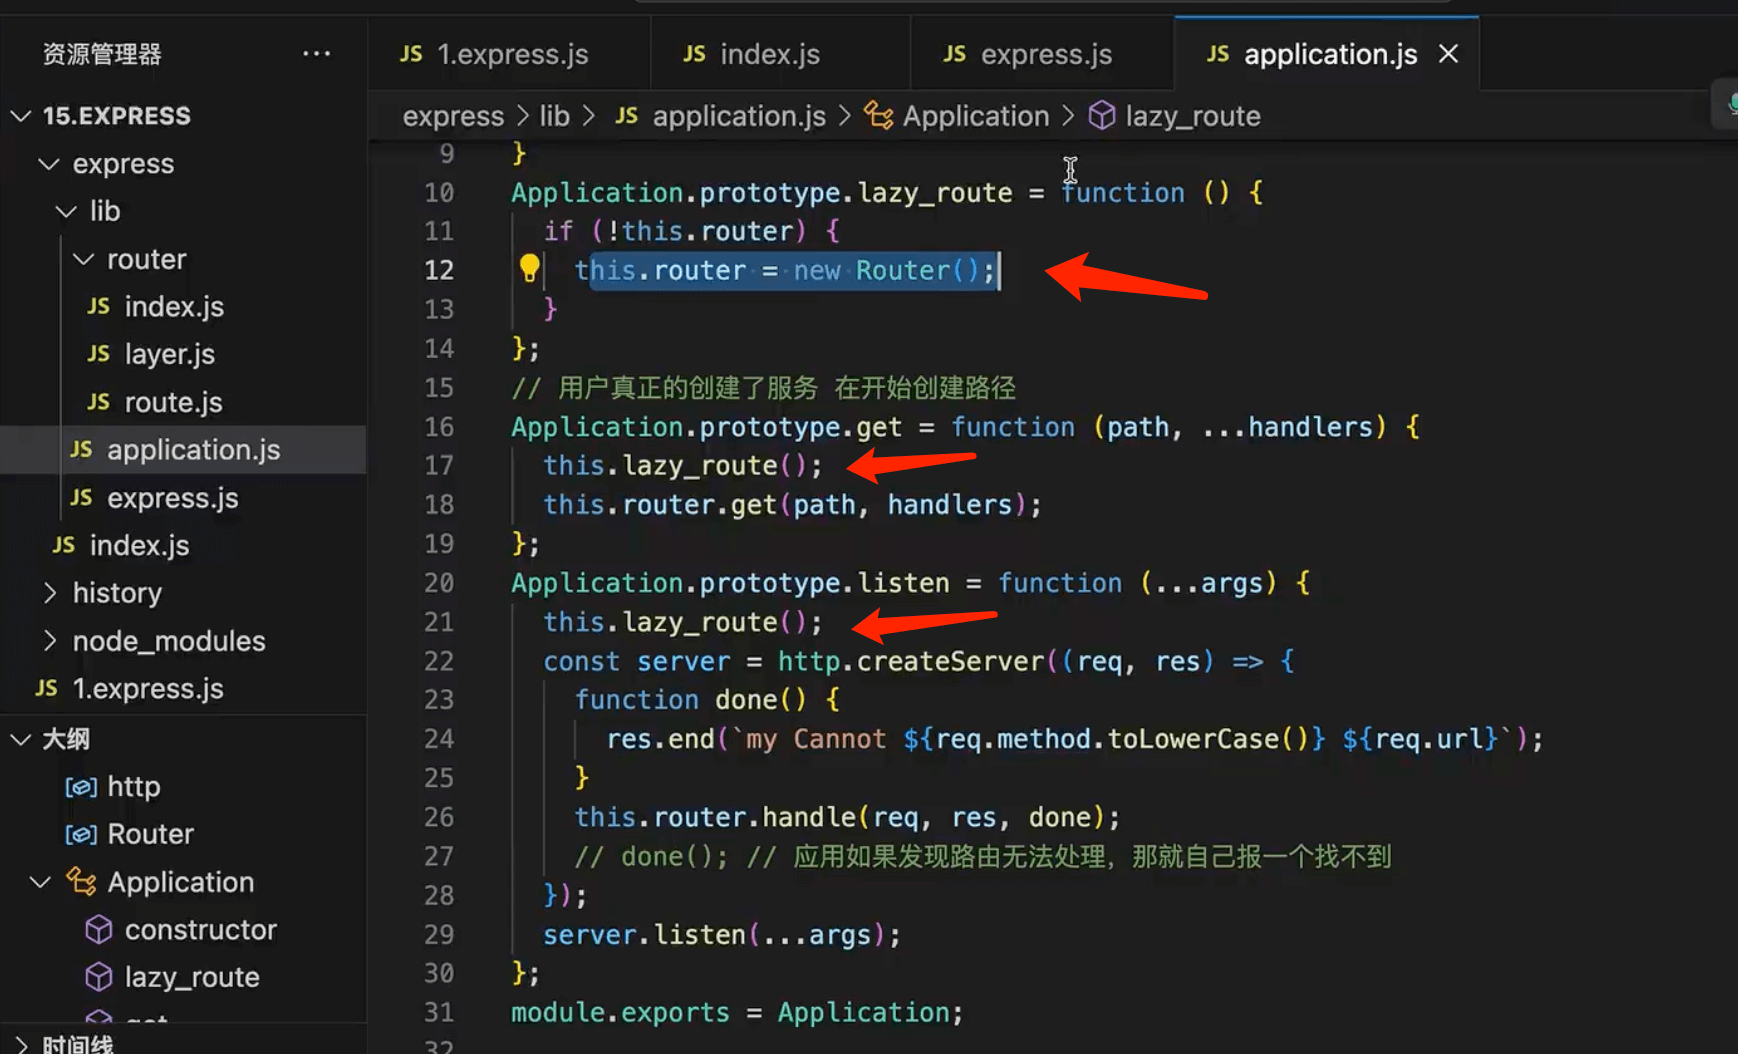 资源管理器
15.EXPRESS
express
lib
router
JS index.js
JS layer.js
JS route.js
JS application.js
JS express.js
JS index.js
history
node_modules
JS 1.express.js
大纲
http
Router
Application
constructor
lazy_route
时间线
JS 1.express.js
JS index.js
JS express.js
JS application.js
express > lib > JS application.js > Application > lazy_route
9 }
10 Application.prototype.lazy_route = function () {
11 if (!this.router) {
12 this.router = new Router();
13 }
14 };
15 // 用户真正的创建了服务 在开始创建路径
16 Application.prototype.get = function (path, ...handlers) {
17 this.lazy_route();
18 this.router.get(path, handlers);
19 };
20 Application.prototype.listen = function (...args) {
21 this.lazy_route();
22 const server = http.createServer((req, res) => {
23 function done() {
24 res.end(`my Cannot ${req.method.toLowerCase()} ${req.url}`);
25 }
26 this.router.handle(req, res, done);
27 // done(); // 应用如果发现路由无法处理，那就自己报一个找不到
28 });
29 server.listen(...args);
30 };
31 module.exports = Application;
32